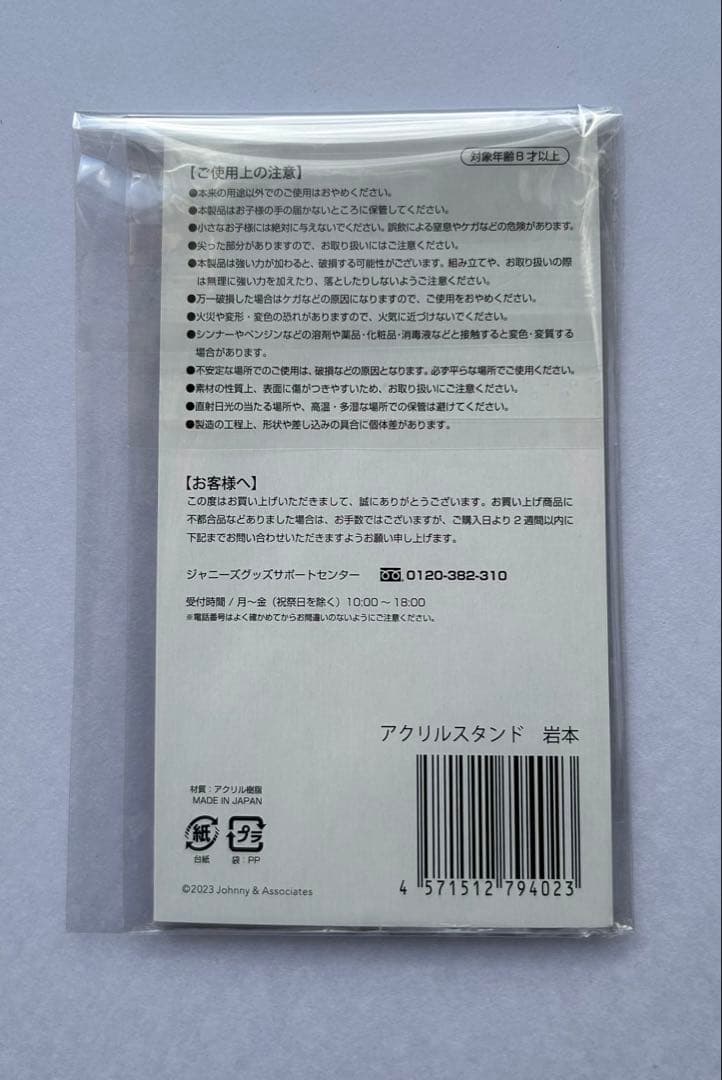 対象年齢8才以上
【ご使用上の注意】
●本来の用途以外でのご使用はおやめください。
●本製品はお子様の手の届かないところに保管してください。
●小さなお子様には絶対に与えないでください。誤飲による窒息やケガなどの危険があります。
●尖った部分がありますので、お取り扱いにはご注意ください。
●本製品は強い力が加わると、破損する可能性がございます。組み立てや、お取り扱いの際
は無理に強い力を加えたり、落としたりしないようご注意ください。
●万一破損した場合はケガなどの原因になりますので、ご使用をおやめください。
●火災や変形・変色の恐れがありますので、火気に近づけないでください。
●シンナーやベンジンなどの溶剤や薬品・化粧品・消毒液などと接触すると変色・変質する
場合があります。
●不安定な場所でのご使用は、破損などの原因となります。必ず平らな場所でご使用ください。
●素材の性質上、表面に傷がつきやすいため、お取り扱いにご注意ください。
●直射日光の当たる場所や、高温・多湿な場所での保管は避けてください。
●製造の工程上、形状や差し込みの具合に個体差があります。
【お客様へ】
この度はお買い上げいただきまして、誠にありがとうございます。お買い上げ商品に
不都合品などありました場合は、お手数ではございますが、ご購入日より2週間以内に
下記までお問い合わせいただきますようお願い申し上げます。
ジャニーズグッズサポートセンター 0120-382-310
受付時間/月~金(祝祭日を除く)10:00~18:00
※電話番号はよく確かめてからお間違いのないようにご注意ください。
アクリルスタンド 岩本
材質:アクリル樹脂
MADE IN JAPAN
紙 プラ
台紙 袋:PP
©2023 Johnny & Associates
4 571512 794023